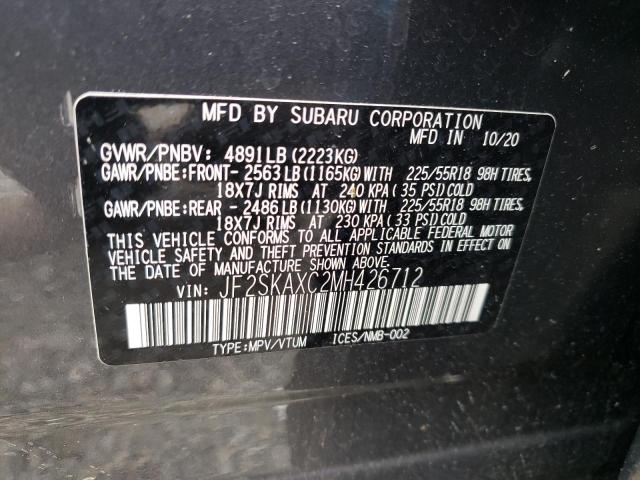 MFD BY SUBARU CORPORATION
MFD IN 10/20
GVWR/PNBV: 4891LB (2223KG)
GAWR/PNBE:FRONT- 2563LB (1165KG)WITH 225/55R18 98H TIRES,
18X7J RIMS AT 240 KPA (35 PSI)COLD
GAWR/PNBE:REAR - 2486LB (1130KG)WITH 225/55R18 98H TIRES,
18X7J RIMS AT 230 KPA (33 PSI)COLD
THIS VEHICLE CONFORMS TO ALL APPLICABLE FEDERAL MOTOR
VEHICLE SAFETY AND THEFT PREVENTION STANDARDS IN EFFECT
ON THE DATE OF MANUFACTURE SHOWN ABOVE.
VIN: JF2SKAXC2MH426712
TYPE:MPV/VTUM ICES/NMB-002